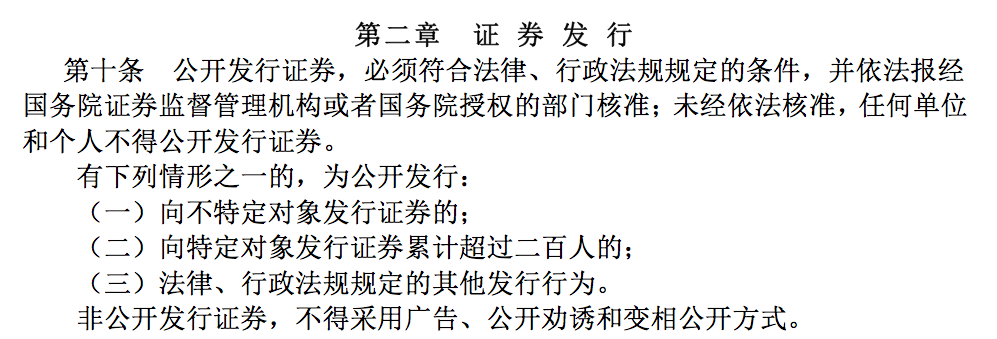 第二章 证 券 发 行
第十条 公开发行证券，必须符合法律、行政法规规定的条件，并依法报经
国务院证券监督管理机构或者国务院授权的部门核准；未经依法核准，任何单位
和个人不得公开发行证券。
有下列情形之一的，为公开发行：
（一）向不特定对象发行证券的；
（二）向特定对象发行证券累计超过二百人的；
（三）法律、行政法规规定的其他发行行为。
非公开发行证券，不得采用广告、公开劝诱和变相公开方式。